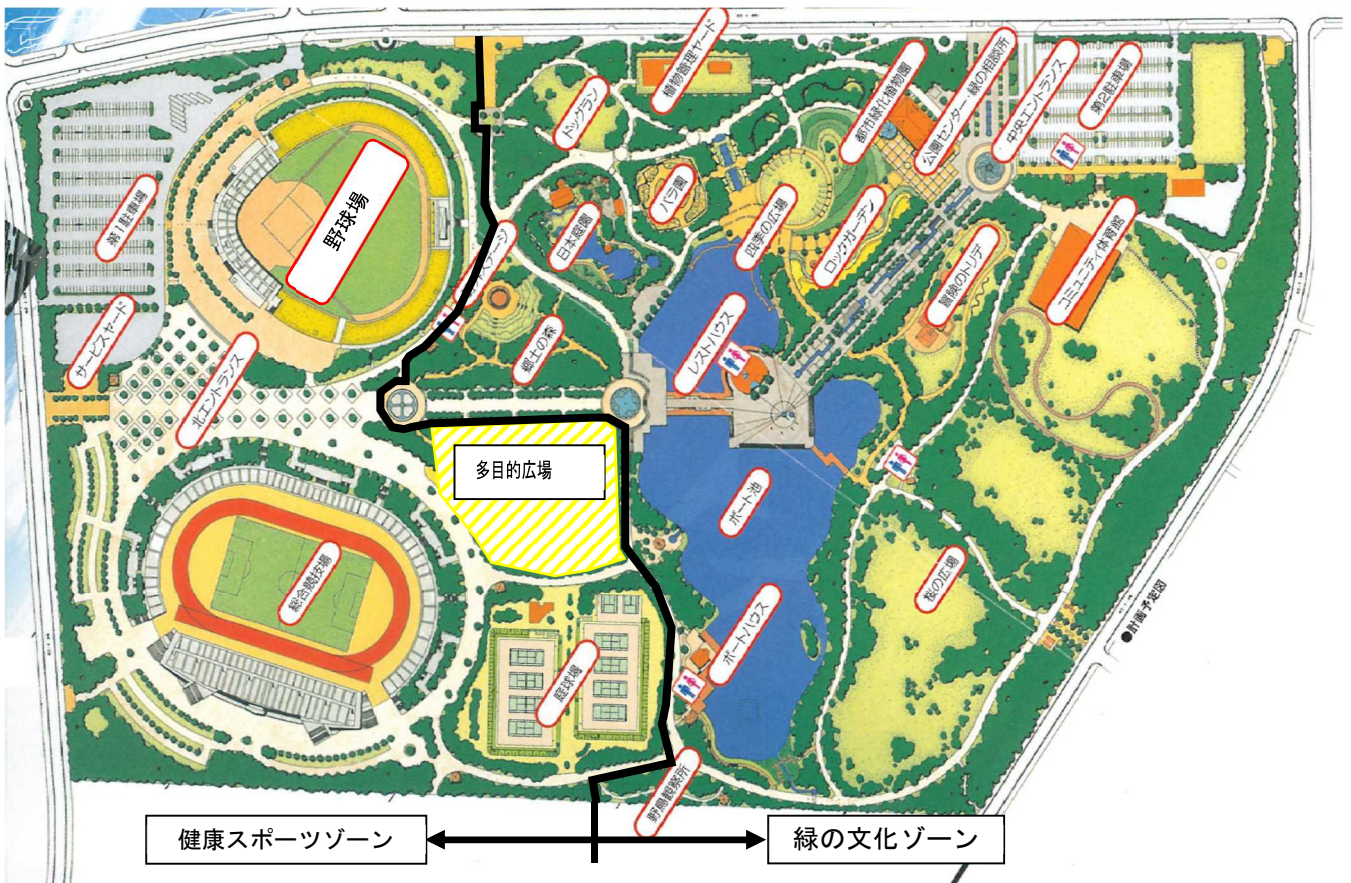 植物管理ヤード
ドッグラン
都市緑化植物園
公園センター・緑の相談所
中央エントランス
第2駐車場
第1駐車場
野球場
バラ園
日本庭園
四季の広場
ロックガーデン
冒険のトリデ
コミュニティ体育館
サービスヤード
北エントランス
郷土の森
レストハウス
多目的広場
ボート池
総合競技場
庭球場
ボートハウス
桜の広場
●計画予定図
野鳥観察所
健康スポーツゾーン
緑の文化ゾーン